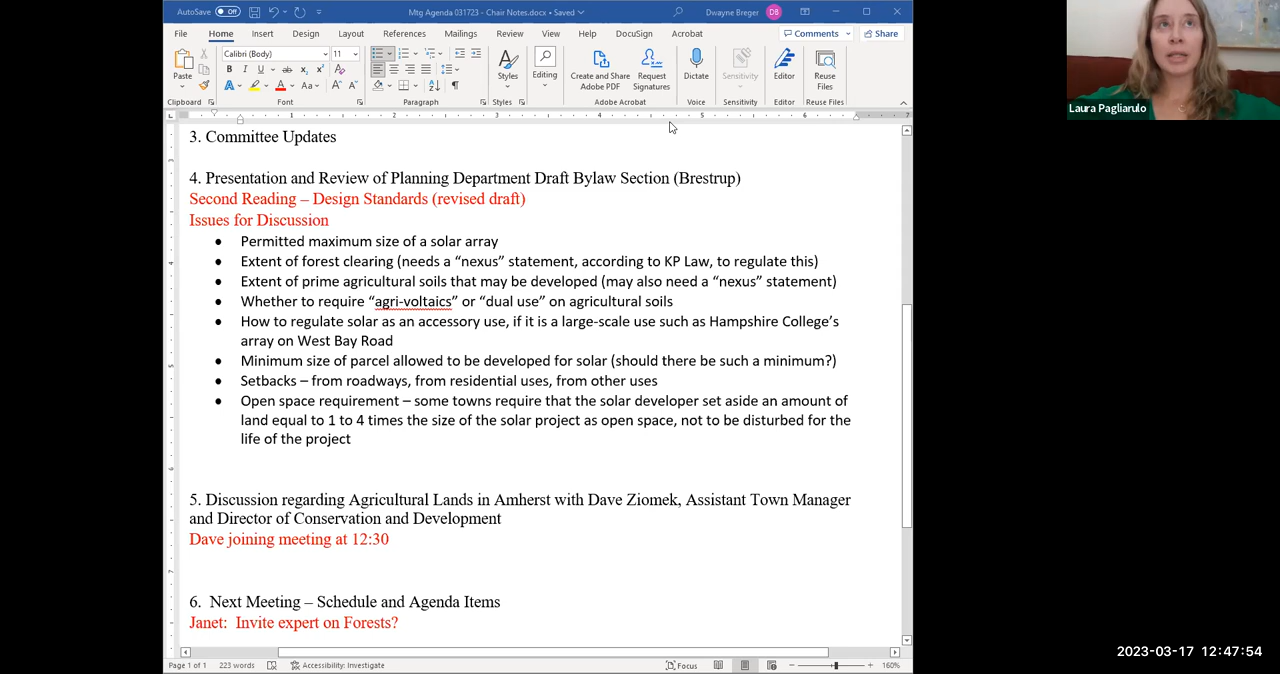 AutoSave Off
Mtg Agenda 031723 - Chair Notes.docx • Saved
Dwayne Breger DB
File Home Insert Design Layout References Mailings Review View Help DocuSign Acrobat Comments Share
Calibri (Body) 11
Paste
Styles
Editing
Create and Share Adobe PDF
Request Signatures
Dictate
Sensitivity
Editor
Reuse Files
Clipboard Font Paragraph Styles Adobe Acrobat Voice Sensitivity Editor Reuse Files
Laura Pagliarulo
1 2 3 4 5 6 7
3. Committee Updates
4. Presentation and Review of Planning Department Draft Bylaw Section (Brestrup)
Second Reading – Design Standards (revised draft)
Issues for Discussion
• Permitted maximum size of a solar array
• Extent of forest clearing (needs a “nexus” statement, according to KP Law, to regulate this)
• Extent of prime agricultural soils that may be developed (may also need a “nexus” statement)
• Whether to require “agri-voltaics” or “dual use” on agricultural soils
• How to regulate solar as an accessory use, if it is a large-scale use such as Hampshire College’s
array on West Bay Road
• Minimum size of parcel allowed to be developed for solar (should there be such a minimum?)
• Setbacks – from roadways, from residential uses, from other uses
• Open space requirement – some towns require that the solar developer set aside an amount of
land equal to 1 to 4 times the size of the solar project as open space, not to be disturbed for the
life of the project
5. Discussion regarding Agricultural Lands in Amherst with Dave Ziomek, Assistant Town Manager
and Director of Conservation and Development
Dave joining meeting at 12:30
6. Next Meeting – Schedule and Agenda Items
Janet: Invite expert on Forests?
Page 1 of 1 223 words Accessibility: Investigate Focus 160%
2023-03-17 12:47:54